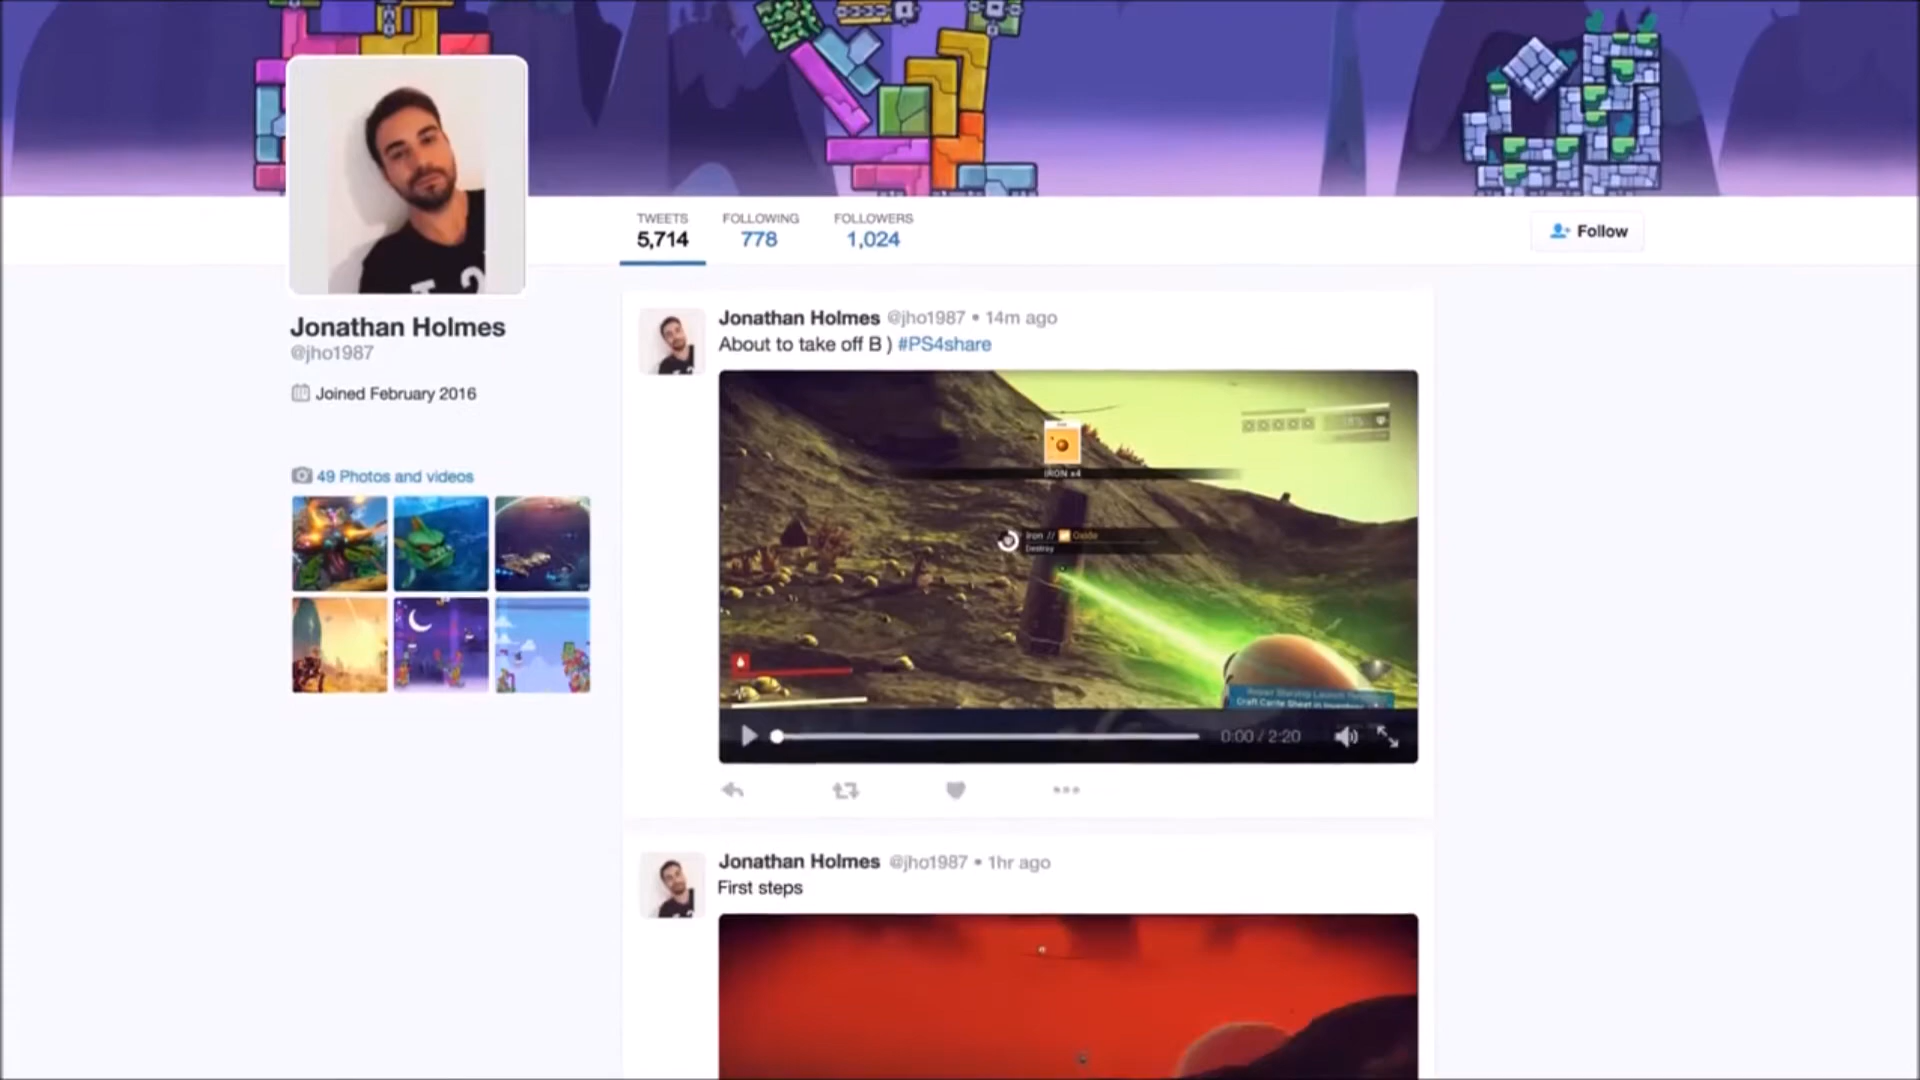 TWEETS FOLLOWING FOLLOWERS
5,714 778 1,024
Follow
Jonathan Holmes
@jho1987
Joined February 2016
49 Photos and videos
Jonathan Holmes @jho1987 • 14m ago
About to take off B ) #PS4share
IRON x4
Iron // Oxide
Destroy
0:00 / 2:20
Jonathan Holmes @jho1987 • 1hr ago
First steps